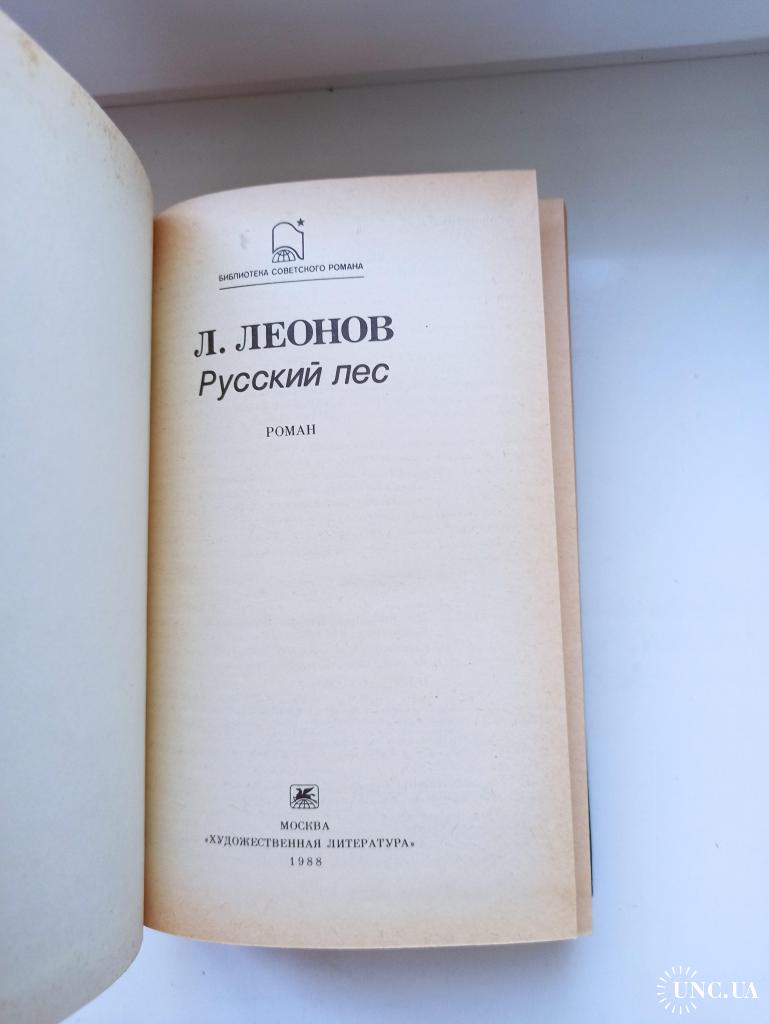 БИБЛИОТЕКА СОВЕТСКОГО РОМАНА
Л. ЛЕОНОВ
Русский лес
РОМАН
МОСКВА
«ХУДОЖЕСТВЕННАЯ ЛИТЕРАТУРА»
1988
UNC.UA